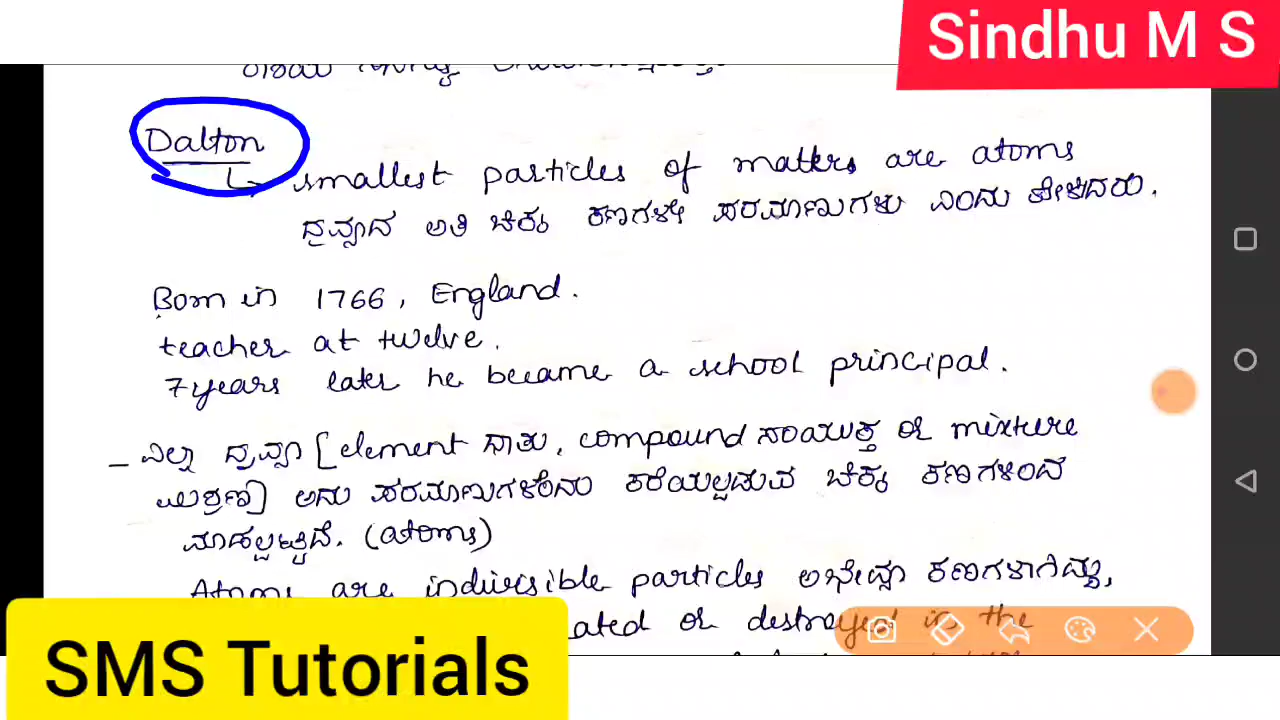 Sindhu M S
Dalton
↳ smallest particles of matters are atoms
ದ್ರವ್ಯದ ಅತಿ ಚಿಕ್ಕ ಕಣಗಳೇ ಪರಮಾಣುಗಳು ಎಂದು ಹೇಳಿದರು.
Born in 1766, England.
teacher at twelve.
7 years later he became a school principal.
– ಎಲ್ಲಾ ದ್ರವ್ಯ [element ಧಾತು, compound ಸಂಯುಕ್ತ or mixture
ಮಿಶ್ರಣ] ಅದು ಪರಮಾಣುಗಳೆಂದು ಕರೆಯಲ್ಪಡುವ ಚಿಕ್ಕ ಕಣಗಳಿಂದ
ಮಾಡಲ್ಪಟ್ಟಿದೆ. (atoms)
Atoms are indivisible particles ಅಭೇದ್ಯ ಕಣಗಳಾಗಿದ್ದು,
ated or destroyed in the
SMS Tutorials